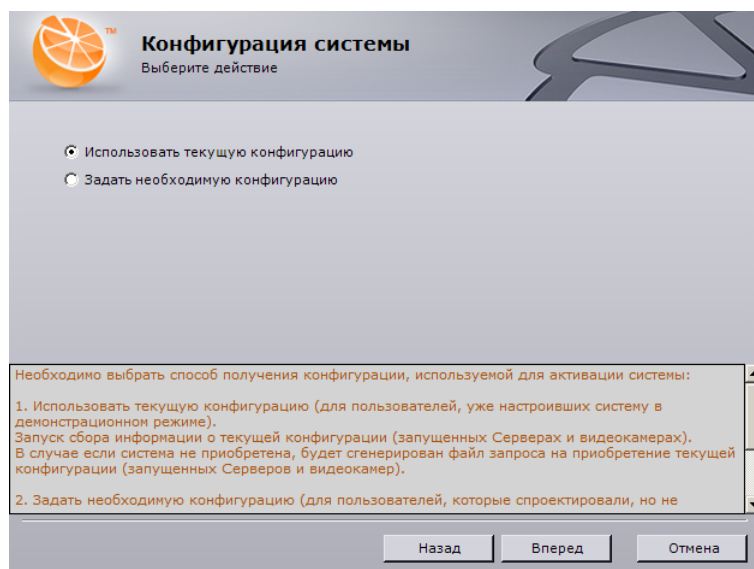 TM
Конфигурация системы
Выберите действие
Использовать текущую конфигурацию
Задать необходимую конфигурацию
Необходимо выбрать способ получения конфигурации, используемой для активации системы:
1. Использовать текущую конфигурацию (для пользователей, уже настроивших систему в
демонстрационном режиме).
Запуск сбора информации о текущей конфигурации (запущенных Серверах и видеокамерах).
В случае если система не приобретена, будет сгенерирован файл запроса на приобретение текущей
конфигурации (запущенных Серверов и видеокамер).
2. Задать необходимую конфигурацию (для пользователей, которые спроектировали, но не
Назад Вперед Отмена